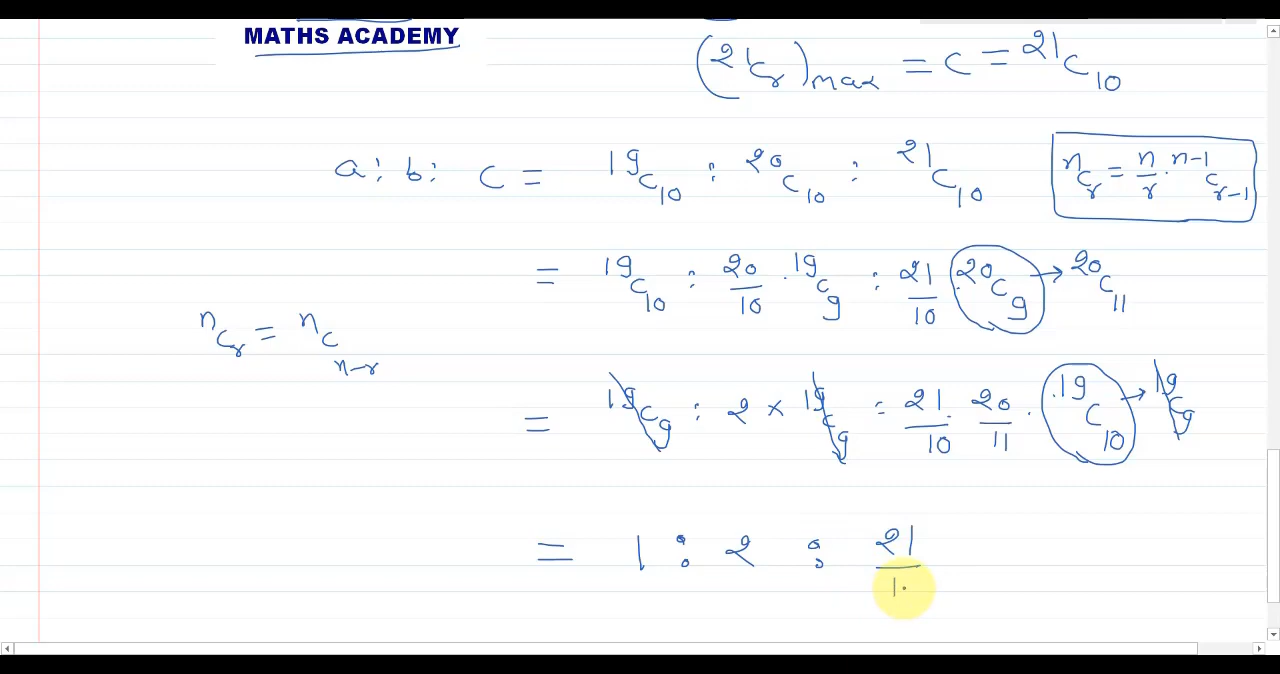 MATHS ACADEMY
(²¹Cᵣ)max = C = ²¹C₁₀
a : b : c = ¹⁹C₁₀ : ²⁰C₁₀ : ²¹C₁₀
ⁿCᵣ = n/r · ⁿ⁻¹Cᵣ₋₁
= ¹⁹C₁₀ : 20/10 · ¹⁹C₉ : 21/10 · ²⁰C₉ → ²⁰C₁₁
ⁿCᵣ = ⁿCₙ₋ᵣ
= ¹⁹C₉ : 2 × ¹⁹C₉ : 21/10 · 20/11 · ¹⁹C₁₀ → ¹⁹C₉
= 1 : 2 : 21/1